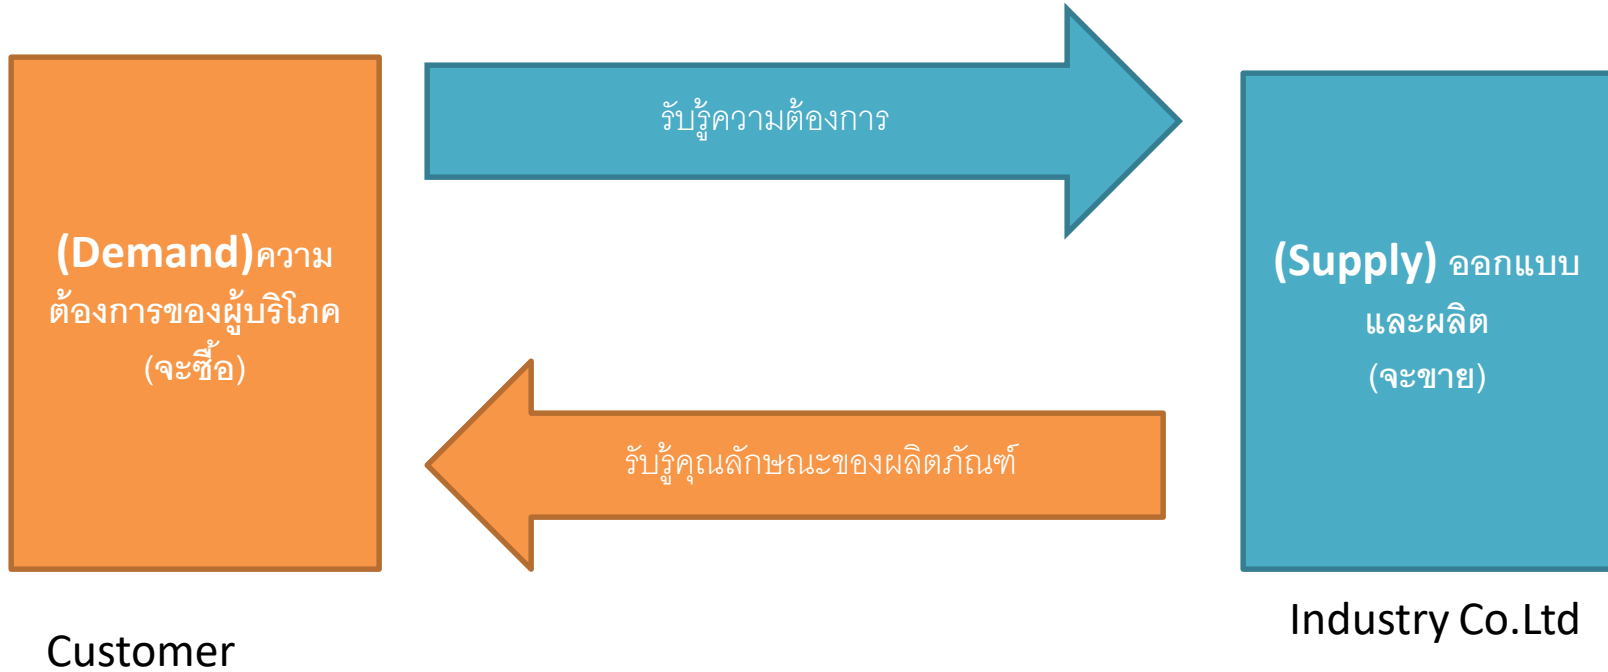 รับรู้ความต้องการ
(Demand)ความ
ต้องการของผู้บริโภค
(จะซื้อ)
(Supply) ออกแบบ
และผลิต
(จะขาย)
รับรู้คุณลักษณะของผลิตภัณฑ์
Customer
Industry Co.Ltd